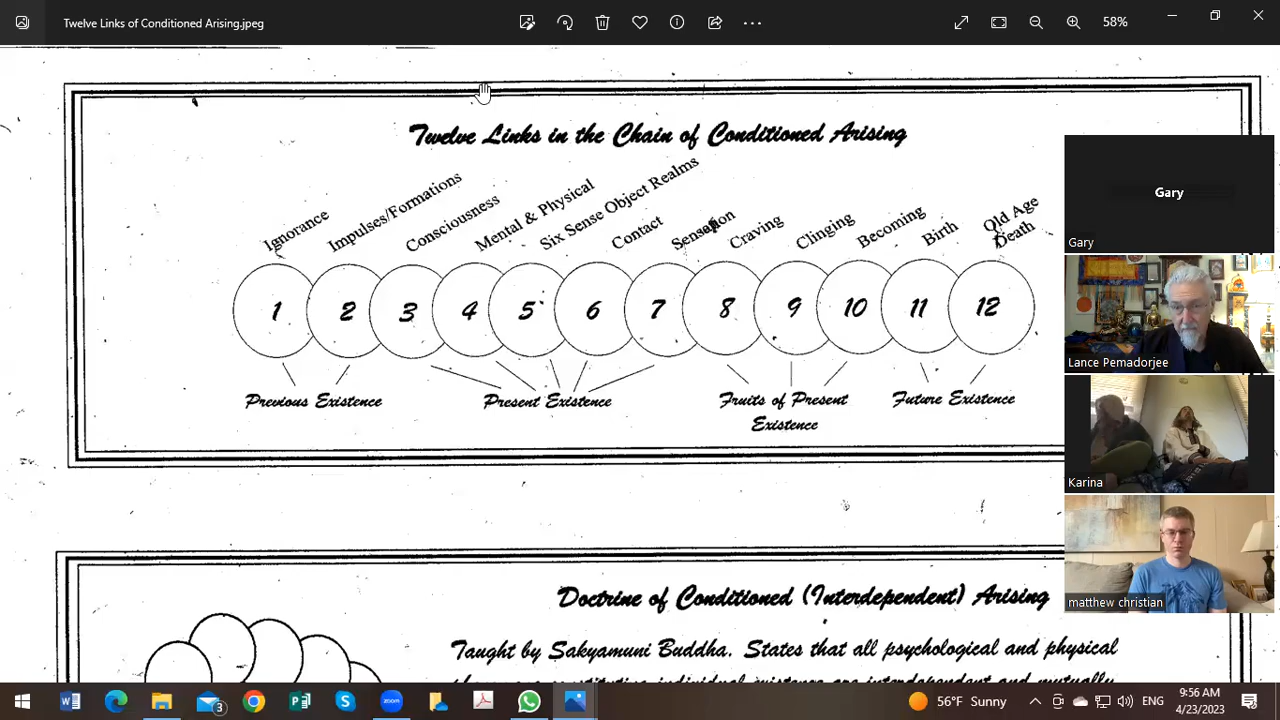 Twelve Links of Conditioned Arising.jpeg
58%
Twelve Links in the Chain of Conditioned Arising
Ignorance
Impulses/Formations
Consciousness
Mental & Physical
Six Sense Object Realms
Contact
Sensation
Craving
Clinging
Becoming
Birth
Old Age
Death
1 2 3 4 5 6 7 8 9 10 11 12
Previous Existence
Present Existence
Fruits of Present
Existence
Future Existence
Doctrine of Conditioned (Interdependent) Arising
Taught by Sakyamuni Buddha. States that all psychological and physical
Gary
Gary
Lance Pemadorjee
Karina
matthew christian
3
zoom
56°F Sunny
ENG
9:56 AM
4/23/2023